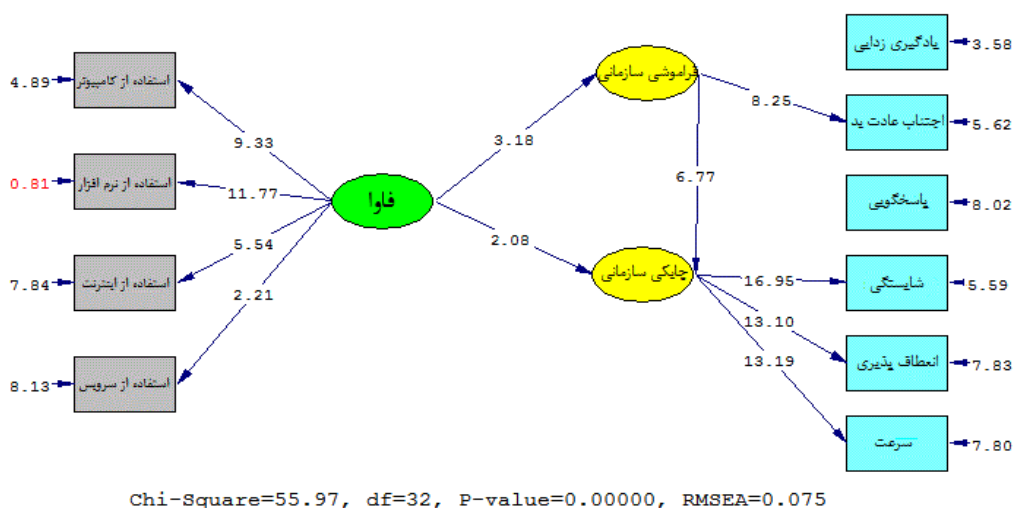 4.89
استفاده از کامپیوتر
0.81
استفاده از نرم افزار
7.84
استفاده از اینترنت
8.13
استفاده از سرویس
9.33
11.77
5.54
2.21
فاوا
3.18
2.08
فراموشی سازمانی
6.77
چابکی سازمانی
8.25
16.95
13.10
13.19
یادگیری زدایی
3.58
اجتناب عادت بد
5.62
پاسخگویی
8.02
شایستگی
5.59
انعطاف پذیری
7.83
سرعت
7.80
Chi-Square=55.97, df=32, P-value=0.00000, RMSEA=0.075